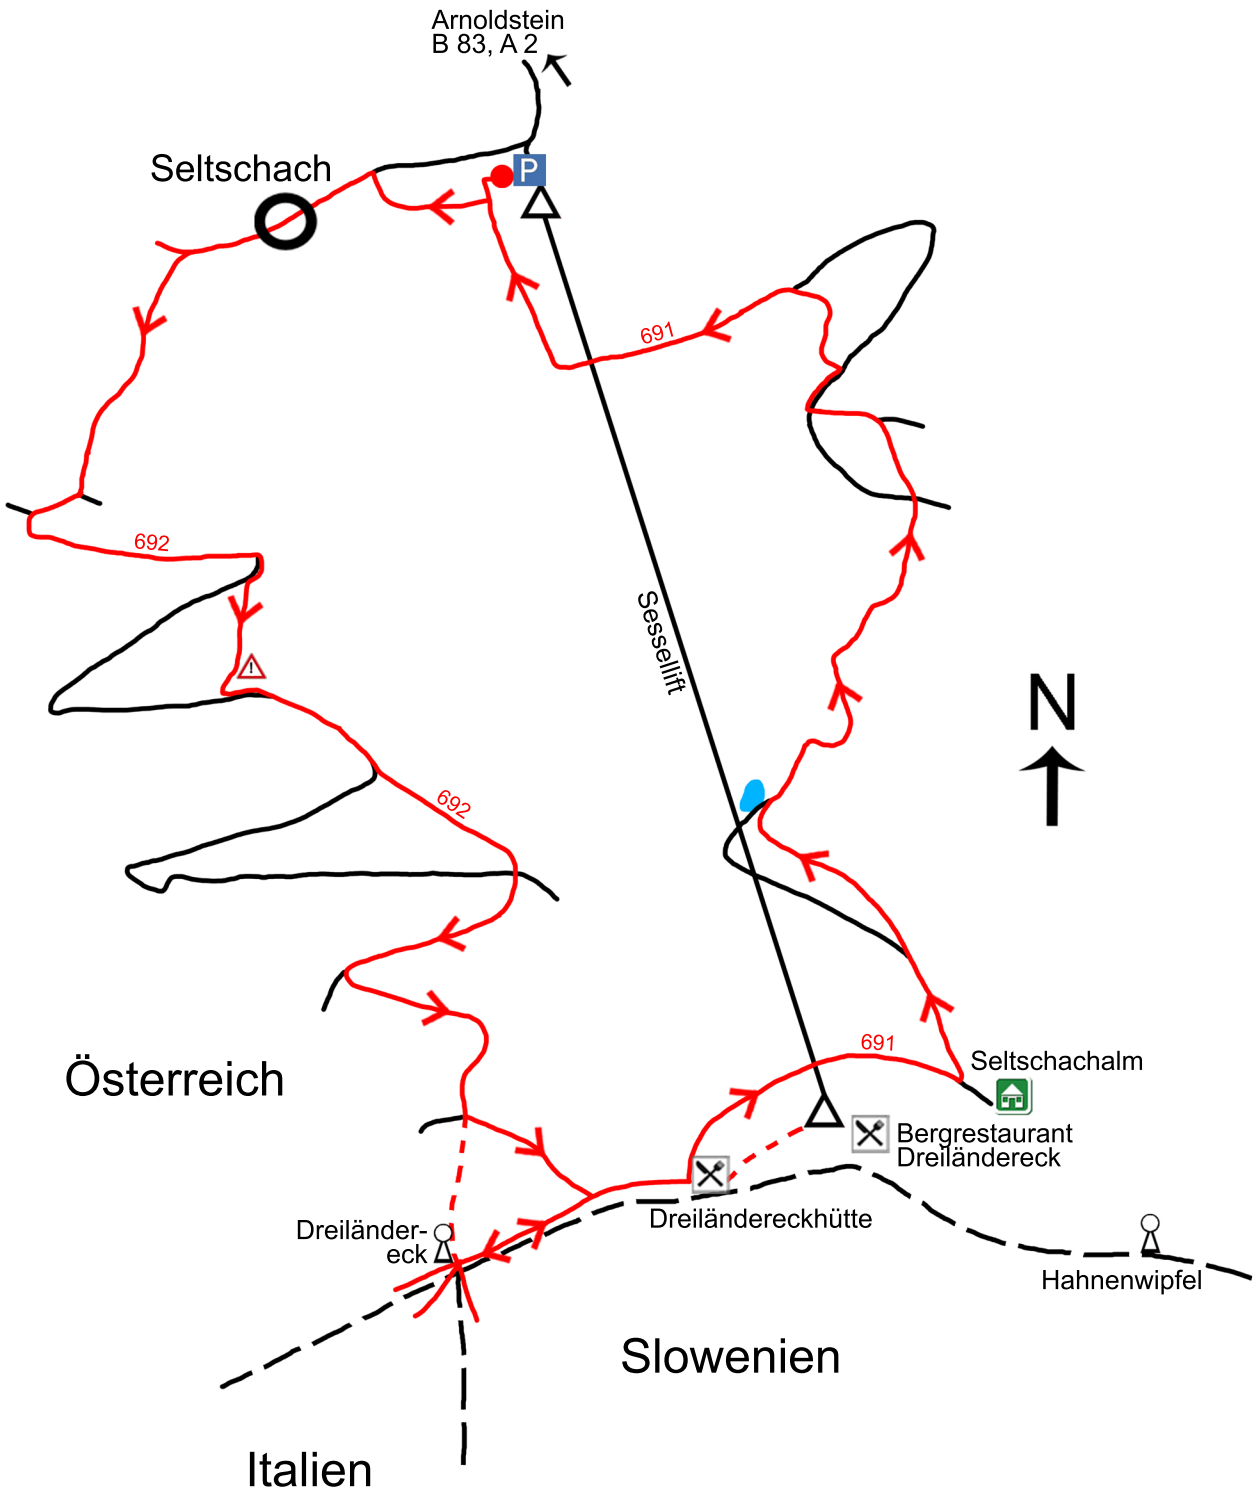 Arnoldstein
B 83, A 2
Seltschach
P
691
692
!
Sessellift
N
692
691
Seltschachalm
Österreich
Bergrestaurant
Dreiländereck
Dreiländereckhütte
Dreiländer-
eck
Hahnenwipfel
Slowenien
Italien